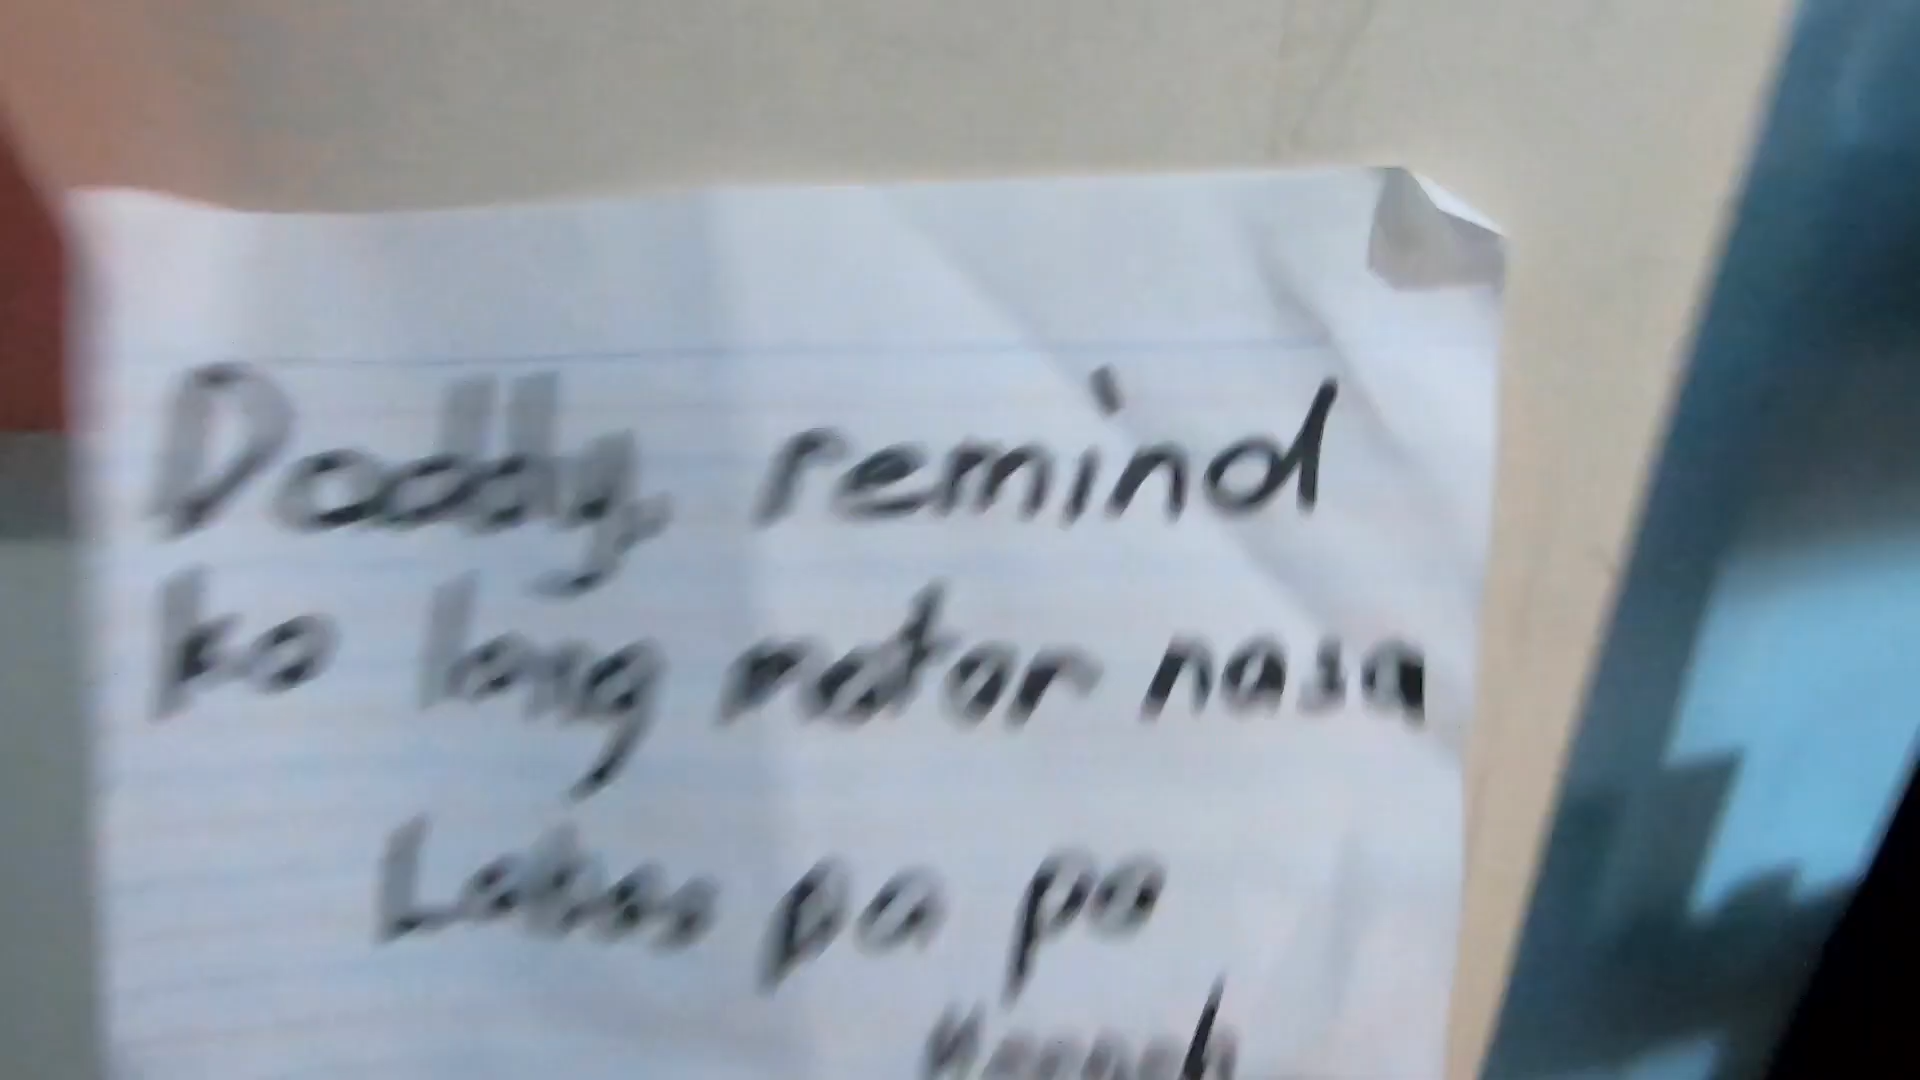 Daddy, remind
ko lang motor nasa
Labas pa po